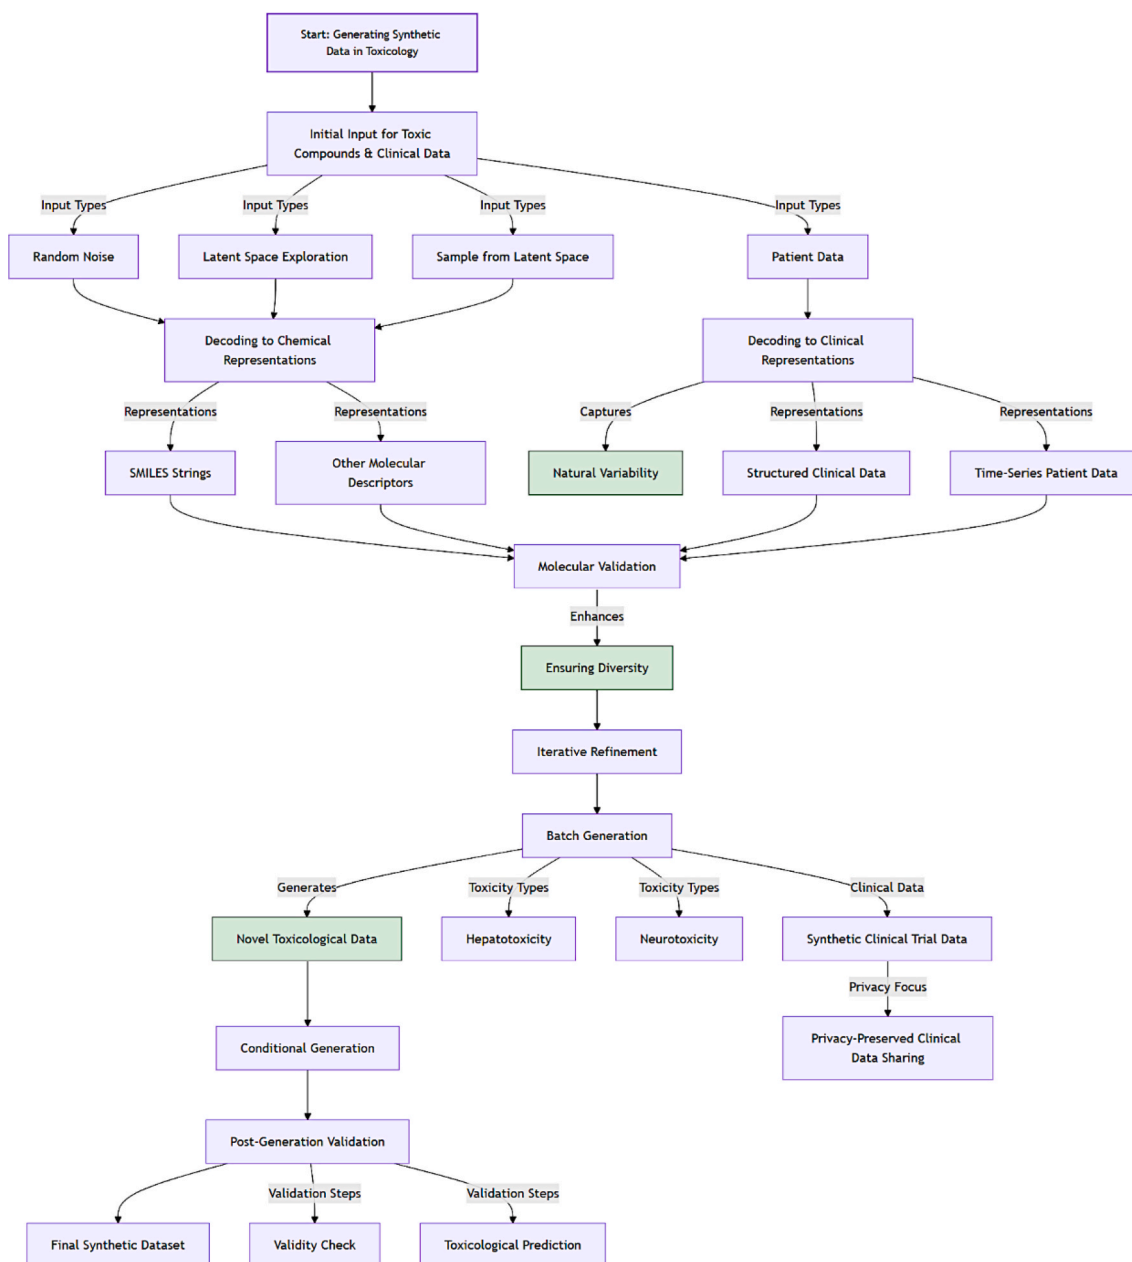 Start: Generating Synthetic
Data in Toxicology
Initial Input for Toxic
Compounds & Clinical Data
Input Types
Input Types
Input Types
Input Types
Random Noise
Latent Space Exploration
Sample from Latent Space
Patient Data
Decoding to Chemical
Representations
Decoding to Clinical
Representations
Representations
Representations
Captures
Representations
Representations
SMILES Strings
Other Molecular
Descriptors
Natural Variability
Structured Clinical Data
Time-Series Patient Data
Molecular Validation
Enhances
Ensuring Diversity
Iterative Refinement
Batch Generation
Generates
Toxicity Types
Toxicity Types
Clinical Data
Novel Toxicological Data
Hepatotoxicity
Neurotoxicity
Synthetic Clinical Trial Data
Privacy Focus
Conditional Generation
Privacy-Preserved Clinical
Data Sharing
Post-Generation Validation
Validation Steps
Validation Steps
Final Synthetic Dataset
Validity Check
Toxicological Prediction